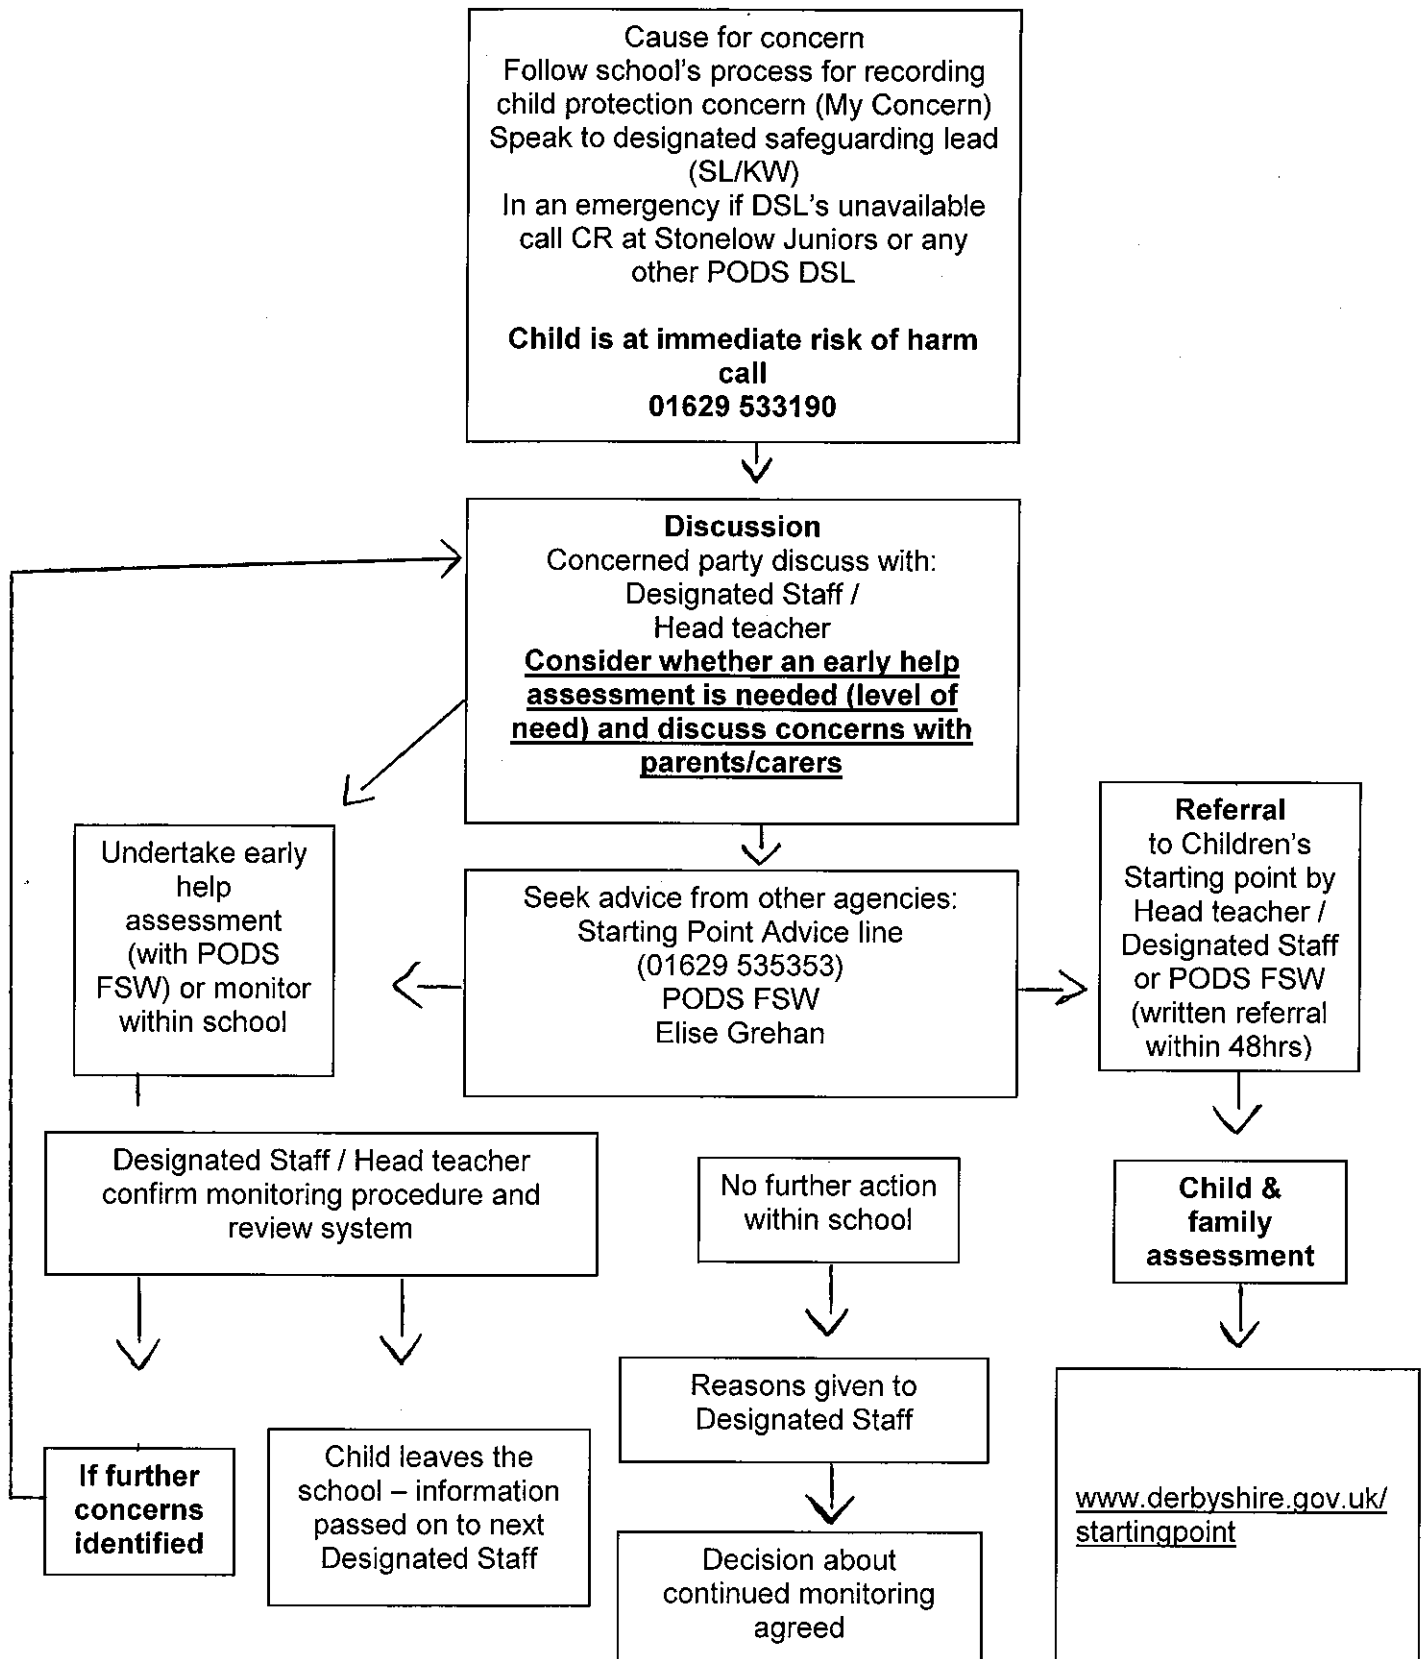 Cause for concern
Follow school's process for recording
child protection concern (My Concern)
Speak to designated safeguarding lead
(SL/KW)
In an emergency if DSL's unavailable
call CR at Stonelow Juniors or any
other PODS DSL
Child is at immediate risk of harm
call
01629 533190
Discussion
Concerned party discuss with:
Designated Staff /
Head teacher
Consider whether an early help
assessment is needed (level of
need) and discuss concerns with
parents/carers
Undertake early
help
assessment
(with PODS
FSW) or monitor
within school
Seek advice from other agencies:
Starting Point Advice line
(01629 535353)
PODS FSW
Elise Grehan
Referral
to Children's
Starting point by
Head teacher /
Designated Staff
or PODS FSW
(written referral
within 48hrs)
Designated Staff / Head teacher
confirm monitoring procedure and
review system
No further action
within school
Child &
family
assessment
If further
concerns
identified
Child leaves the
school – information
passed on to next
Designated Staff
Reasons given to
Designated Staff
Decision about
continued monitoring
agreed
www.derbyshire.gov.uk/
startingpoint